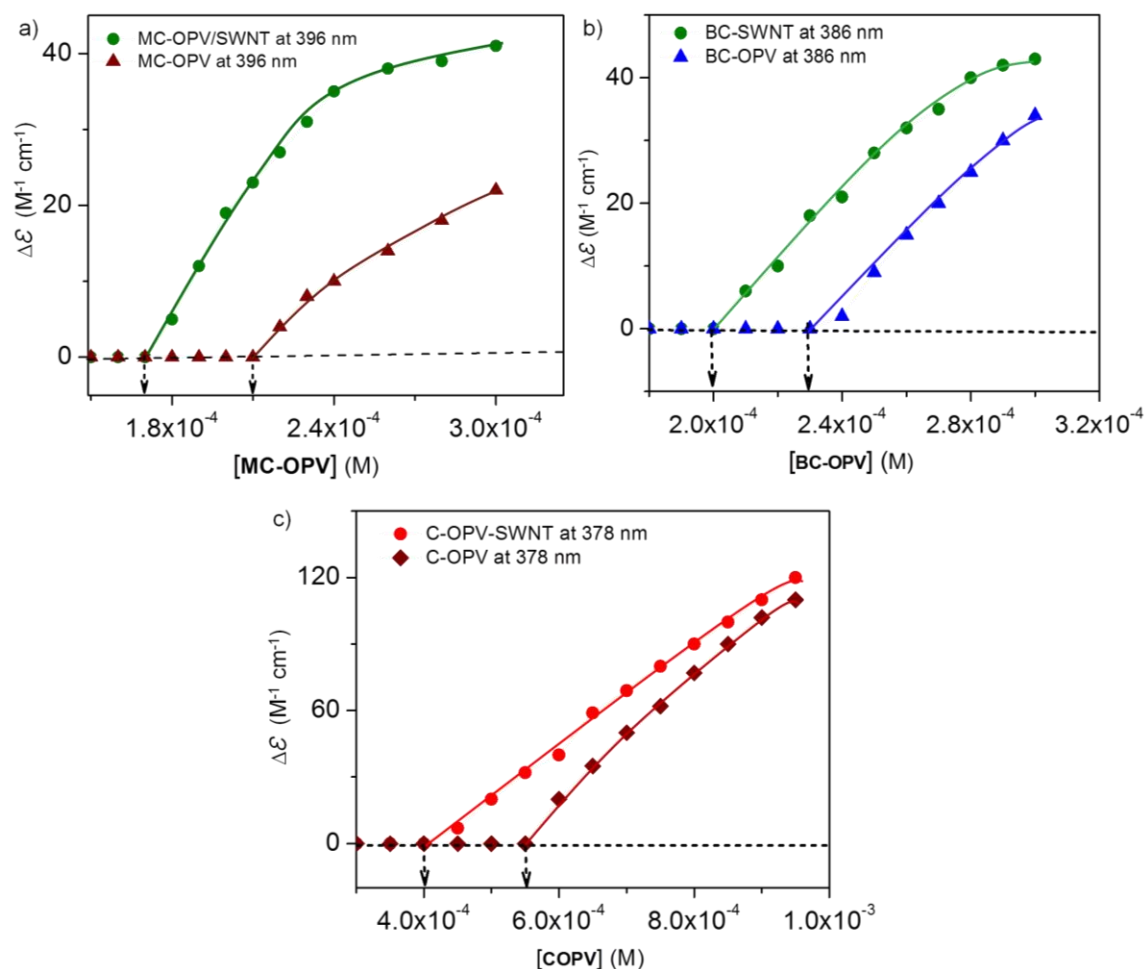 a)
MC-OPV/SWNT at 396 nm
MC-OPV at 396 nm
40
20
0
Δℰ (M⁻¹ cm⁻¹)
1.8x10⁻⁴ 2.4x10⁻⁴ 3.0x10⁻⁴
[MC-OPV] (M)
b)
BC-SWNT at 386 nm
BC-OPV at 386 nm
40
20
0
Δℰ (M⁻¹ cm⁻¹)
2.0x10⁻⁴ 2.4x10⁻⁴ 2.8x10⁻⁴ 3.2x10⁻⁴
[BC-OPV] (M)
c)
C-OPV-SWNT at 378 nm
C-OPV at 378 nm
120
60
0
Δℰ (M⁻¹ cm⁻¹)
4.0x10⁻⁴ 6.0x10⁻⁴ 8.0x10⁻⁴ 1.0x10⁻³
[COPV] (M)